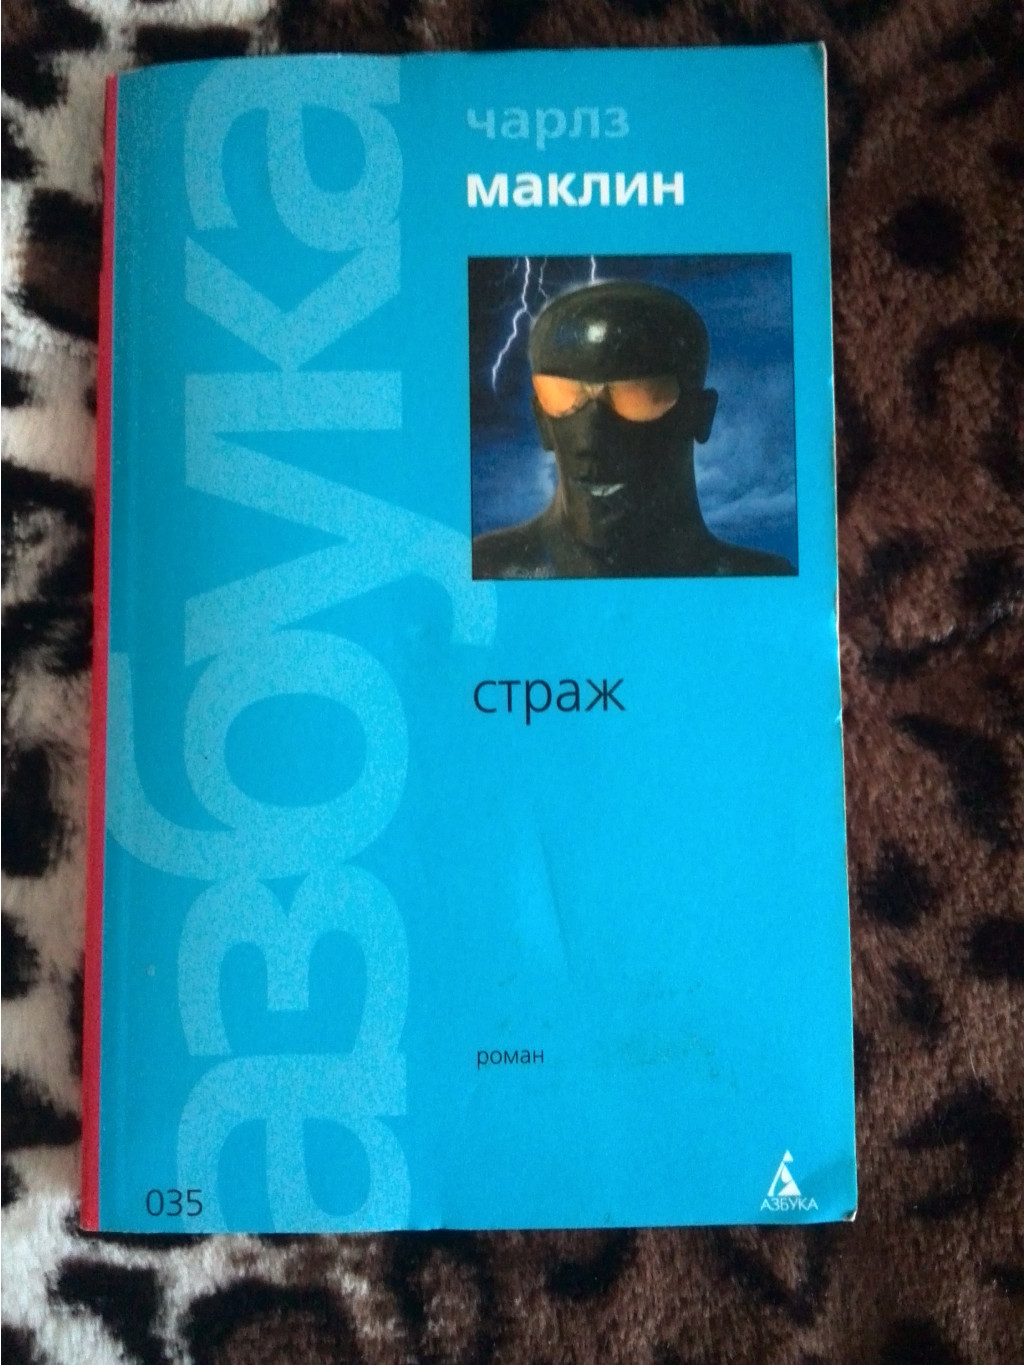 чарлз
маклин
азбука
страж
роман
035
АЗБУКА